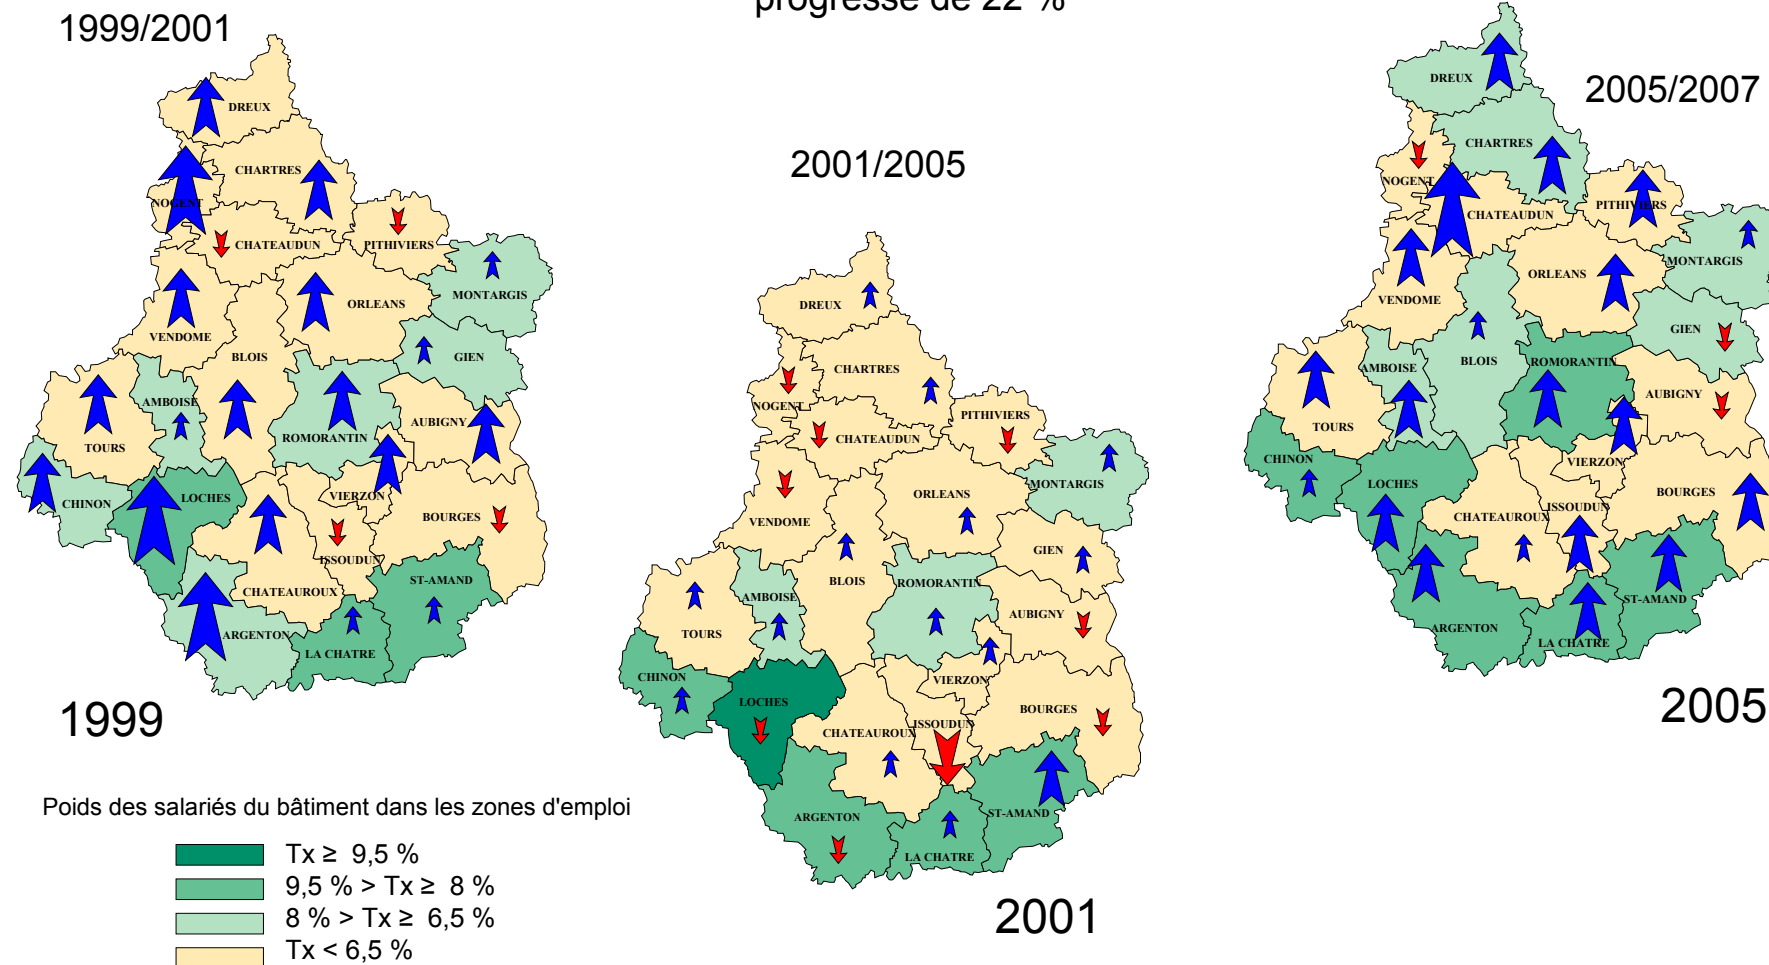 progresse de 22 %
1999/2001
DREUX
CHARTRES
NOGENT
CHATEAUDUN
PITHIVIERS
MONTARGIS
ORLEANS
VENDOME
BLOIS
GIEN
AMBOISE
AUBIGNY
ROMORANTIN
TOURS
LOCHES
VIERZON
CHINON
BOURGES
ISSOUDUN
ST-AMAND
CHATEAUROUX
ARGENTON
LA CHATRE
1999
2001/2005
DREUX
CHARTRES
NOGENT
PITHIVIERS
CHATEAUDUN
MONTARGIS
ORLEANS
VENDOME
GIEN
BLOIS
ROMORANTIN
AMBOISE
AUBIGNY
TOURS
CHINON
VIERZON
LOCHES
BOURGES
ISSOUDUN
CHATEAUROUX
ST-AMAND
ARGENTON
LA CHATRE
2001
2005/2007
DREUX
CHARTRES
NOGENT
PITHIVIERS
CHATEAUDUN
MONTARGIS
ORLEANS
VENDOME
GIEN
BLOIS
ROMORANTIN
AMBOISE
AUBIGNY
TOURS
CHINON
VIERZON
LOCHES
BOURGES
ISSOUDUN
CHATEAUROUX
ST-AMAND
ARGENTON
LA CHATRE
2005
Poids des salariés du bâtiment dans les zones d'emploi
Tx ≥ 9,5 %
9,5 % > Tx ≥ 8 %
8 % > Tx ≥ 6,5 %
Tx < 6,5 %